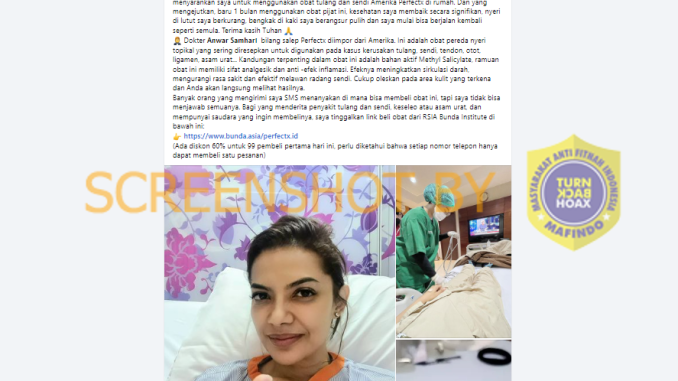 menyarankan saya untuk menggunakan obat tulang dan sendi Amerika Perfectx di rumah. Dan yang
mengejutkan, baru 1 bulan menggunakan obat pijat ini, kesehatan saya membaik secara signifikan, nyeri
di lutut saya berkurang, bengkak di kaki saya berangsur pulih dan saya mulai bisa berjalan kembali
seperti semula. Terima kasih Tuhan 🙏
👩‍⚕️ Dokter Anwar Samhari bilang salep Perfectx diimpor dari Amerika. Ini adalah obat pereda nyeri
topikal yang sering diresepkan untuk digunakan pada kasus kerusakan tulang, sendi, tendon, otot,
ligamen, asam urat... Kandungan terpenting dalam obat ini adalah bahan aktif Methyl Salicylate, ramuan
obat ini memiliki sifat analgesik dan anti -efek inflamasi. Efeknya meningkatkan sirkulasi darah,
mengurangi rasa sakit dan efektif melawan radang sendi. Cukup oleskan pada area kulit yang terkena
dan Anda akan langsung melihat hasilnya.
Banyak orang yang mengirimi saya SMS menanyakan di mana bisa membeli obat ini, tapi saya tidak bisa
menjawab semuanya. Bagi yang menderita penyakit tulang dan sendi, keseleo atau asam urat, dan
mempunyai saudara yang ingin membelinya, saya tinggalkan link beli obat dari RSIA Bunda Institute di
bawah ini:
👉 https://www.bunda.asia/perfectx.id
(Ada diskon 60% untuk 99 pembeli pertama hari ini, perlu diketahui bahwa setiap nomor telepon hanya
dapat membeli satu pesanan)
SCREENSHOT BY
MASYARAKAT ANTI FITNAH INDONESIA
TURN
BACK
HOAX
MAFINDO